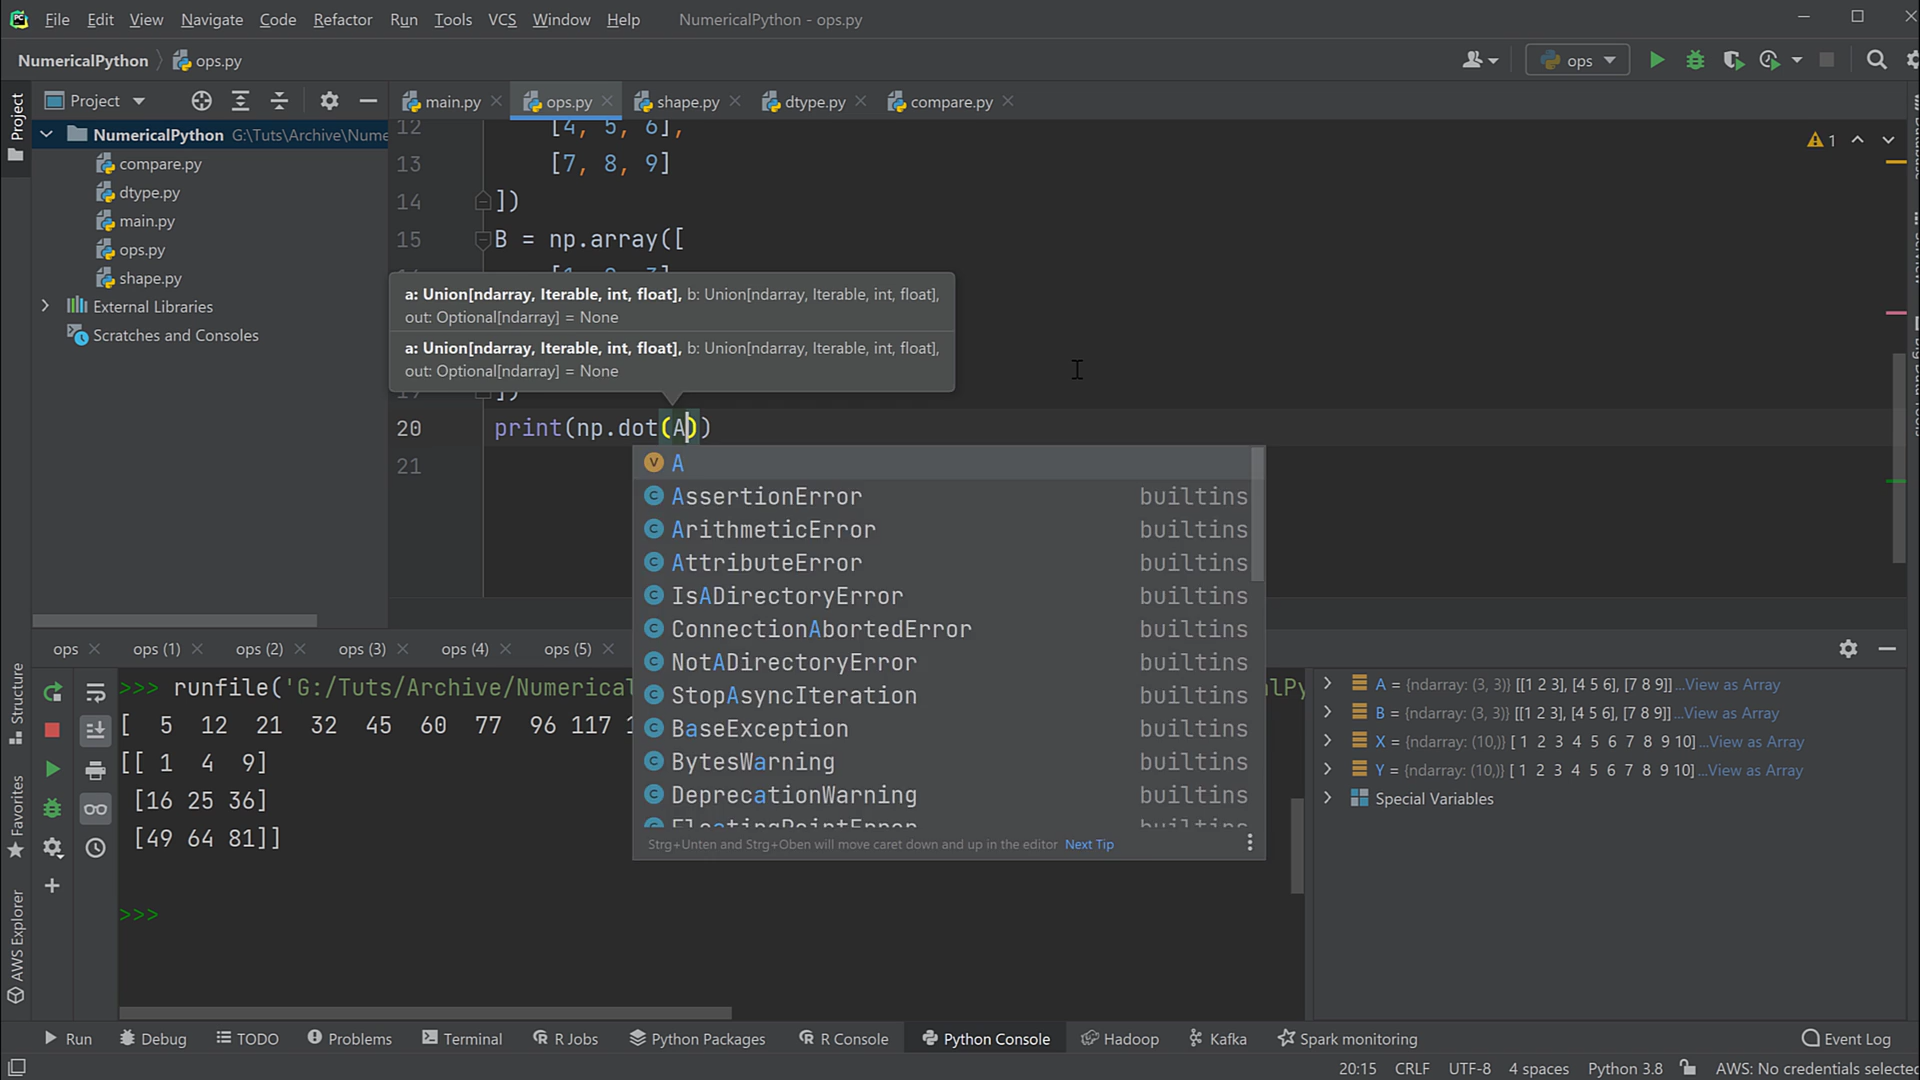 File Edit View Navigate Code Refactor Run Tools VCS Window Help NumericalPython - ops.py
NumericalPython ops.py ops
Project
Project main.py ops.py shape.py dtype.py compare.py
NumericalPython G:\Tuts\Archive\Nume
compare.py
dtype.py
main.py
ops.py
shape.py
External Libraries
Scratches and Consoles
12 [4, 5, 6],
13 [7, 8, 9]
14 ])
15 B = np.array([
a: Union[ndarray, Iterable, int, float], b: Union[ndarray, Iterable, int, float],
out: Optional[ndarray] = None
a: Union[ndarray, Iterable, int, float], b: Union[ndarray, Iterable, int, float],
out: Optional[ndarray] = None
20 print(np.dot(A))
21
1
A
AssertionError builtins
ArithmeticError builtins
AttributeError builtins
IsADirectoryError builtins
ConnectionAbortedError builtins
NotADirectoryError builtins
StopAsyncIteration builtins
BaseException builtins
BytesWarning builtins
DeprecationWarning builtins
FloatingPointError builtins
Strg+Unten and Strg+Oben will move caret down and up in the editor Next Tip
ops ops (1) ops (2) ops (3) ops (4) ops (5)
>>> runfile('G:/Tuts/Archive/Numerical
[ 5 12 21 32 45 60 77 96 117 1
[[ 1 4 9]
[16 25 36]
[49 64 81]]
>>>
alPy
A = {ndarray: (3, 3)} [[1 2 3], [4 5 6], [7 8 9]] ...View as Array
B = {ndarray: (3, 3)} [[1 2 3], [4 5 6], [7 8 9]] ...View as Array
X = {ndarray: (10,)} [ 1 2 3 4 5 6 7 8 9 10] ...View as Array
Y = {ndarray: (10,)} [ 1 2 3 4 5 6 7 8 9 10] ...View as Array
Special Variables
Structure
Favorites
AWS Explorer
Run Debug TODO Problems Terminal R Jobs Python Packages R Console Python Console Hadoop Kafka Spark monitoring Event Log
20:15 CRLF UTF-8 4 spaces Python 3.8 AWS: No credentials selected